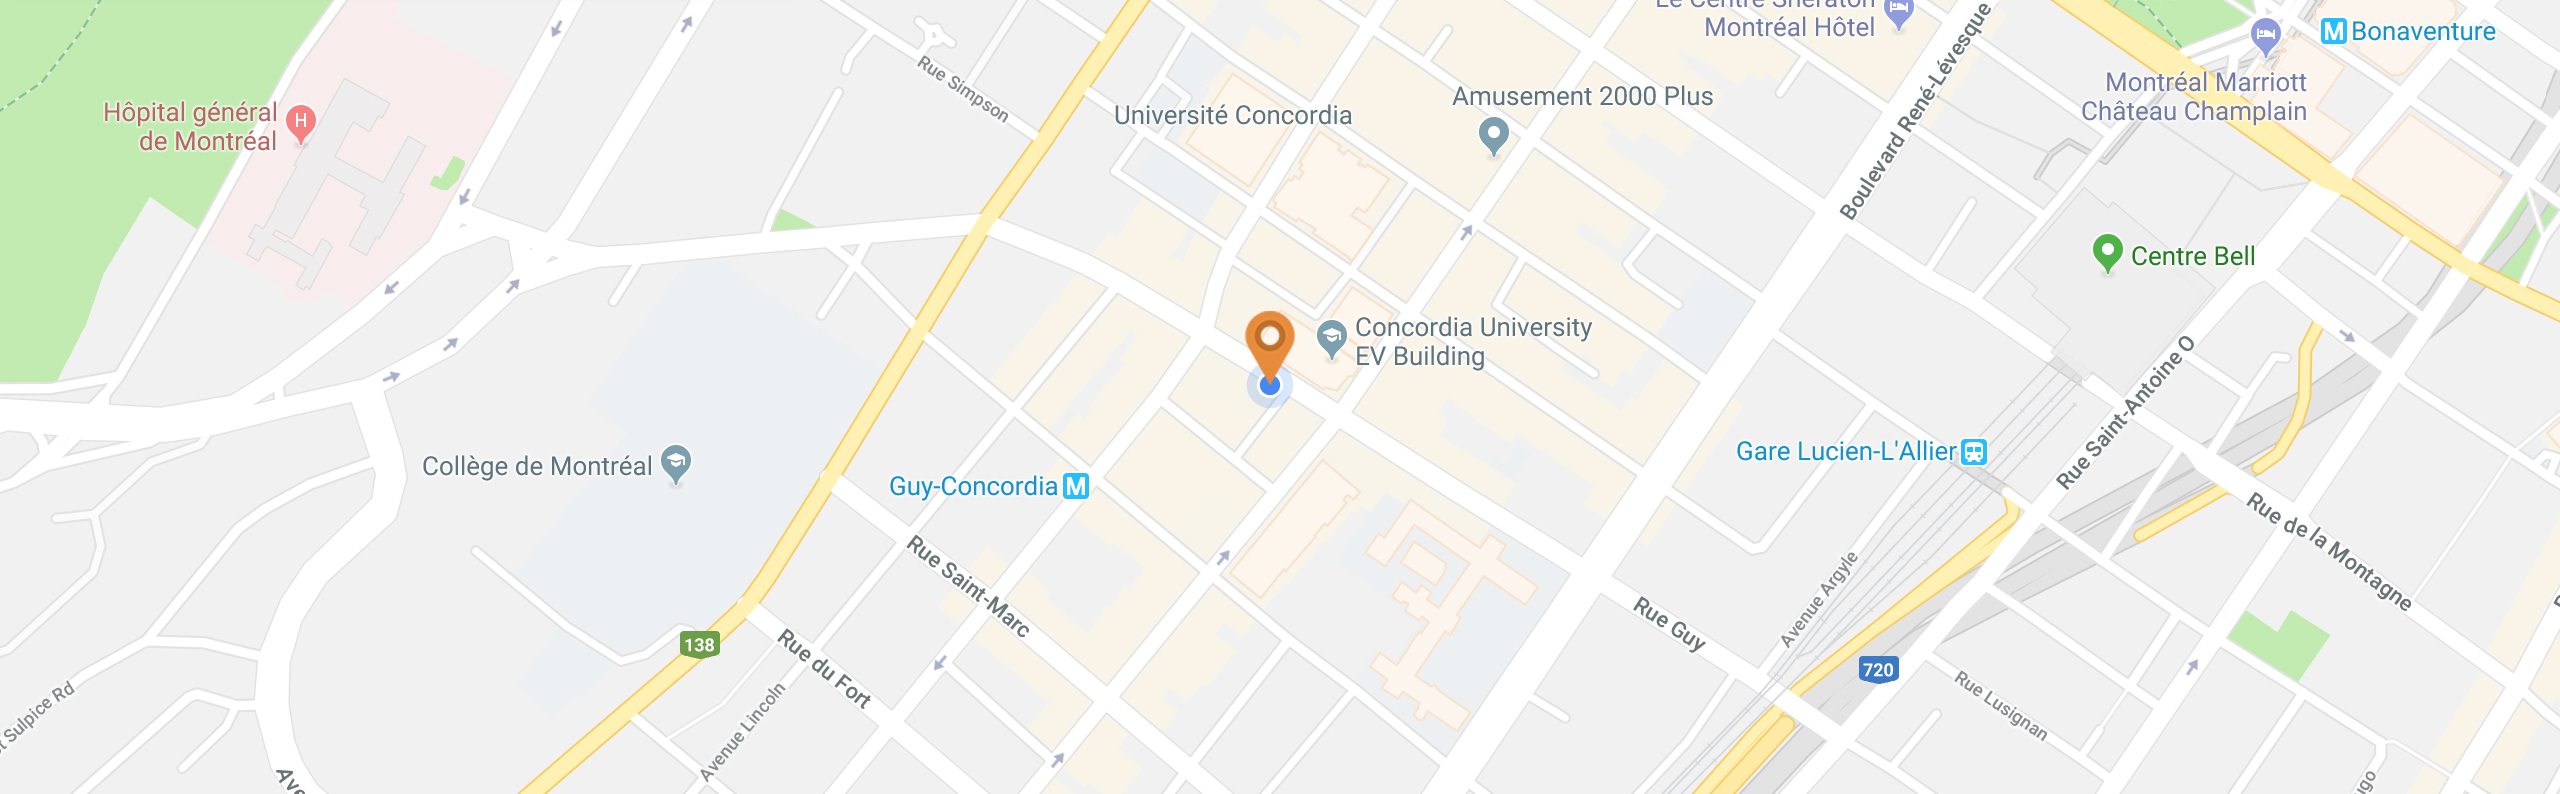 Le Centre Sheraton
Montréal Hôtel
Bonaventure
M
Montréal Marriott
Château Champlain
Boulevard René-Lévesque
Rue Simpson
Amusement 2000 Plus
Université Concordia
Hôpital général
de Montréal
H
Centre Bell
Concordia University
EV Building
Rue Saint-Antoine O
Gare Lucien-L'Allier
Collège de Montréal
Guy-Concordia
M
Rue de la Montagne
Rue Saint-Marc
Avenue Argyle
Rue Guy
138
Rue du Fort
720
Avenue Lincoln
Rue Lusignan
Sulpice Rd
Ave